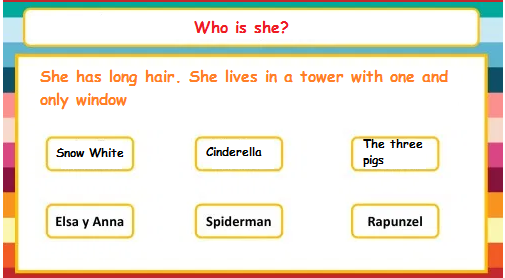 Who is she?
She has long hair. She lives in a tower with one and
only window
Snow White
Cinderella
The three
pigs
Elsa y Anna
Spiderman
Rapunzel